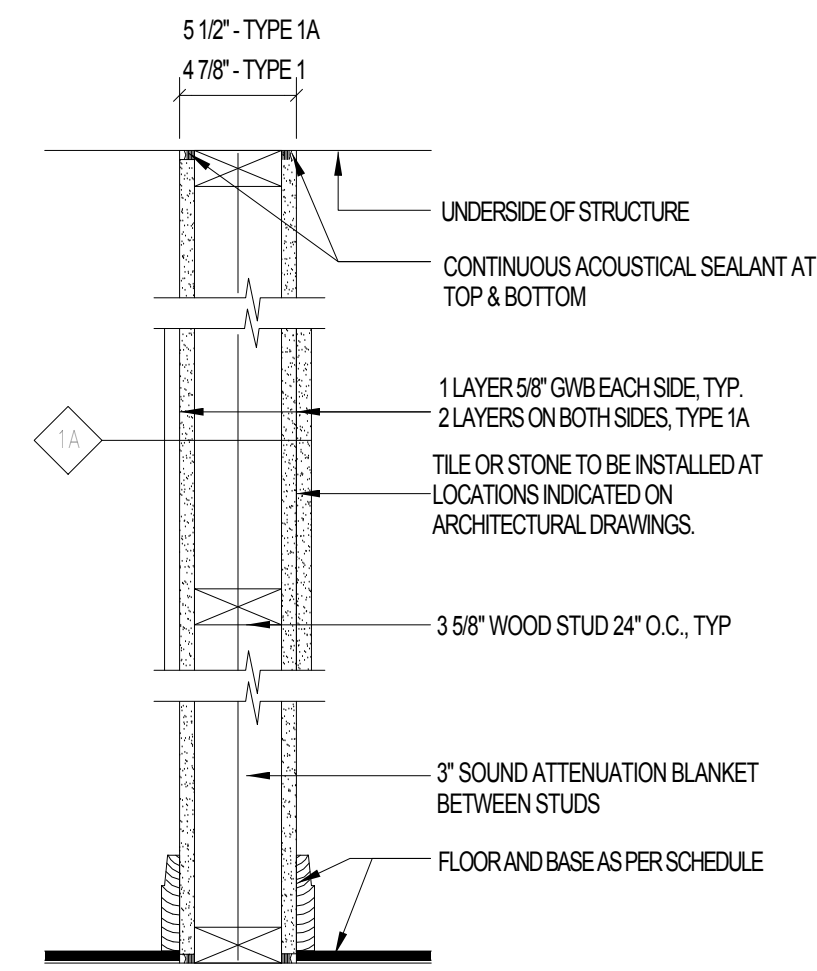 5 1/2" - TYPE 1A
4 7/8" - TYPE 1
UNDERSIDE OF STRUCTURE
CONTINUOUS ACOUSTICAL SEALANT AT
TOP & BOTTOM
1 LAYER 5/8" GWB EACH SIDE, TYP.
2 LAYERS ON BOTH SIDES, TYPE 1A
1A
TILE OR STONE TO BE INSTALLED AT
LOCATIONS INDICATED ON
ARCHITECTURAL DRAWINGS.
3 5/8" WOOD STUD 24" O.C., TYP
3" SOUND ATTENUATION BLANKET
BETWEEN STUDS
FLOOR AND BASE AS PER SCHEDULE